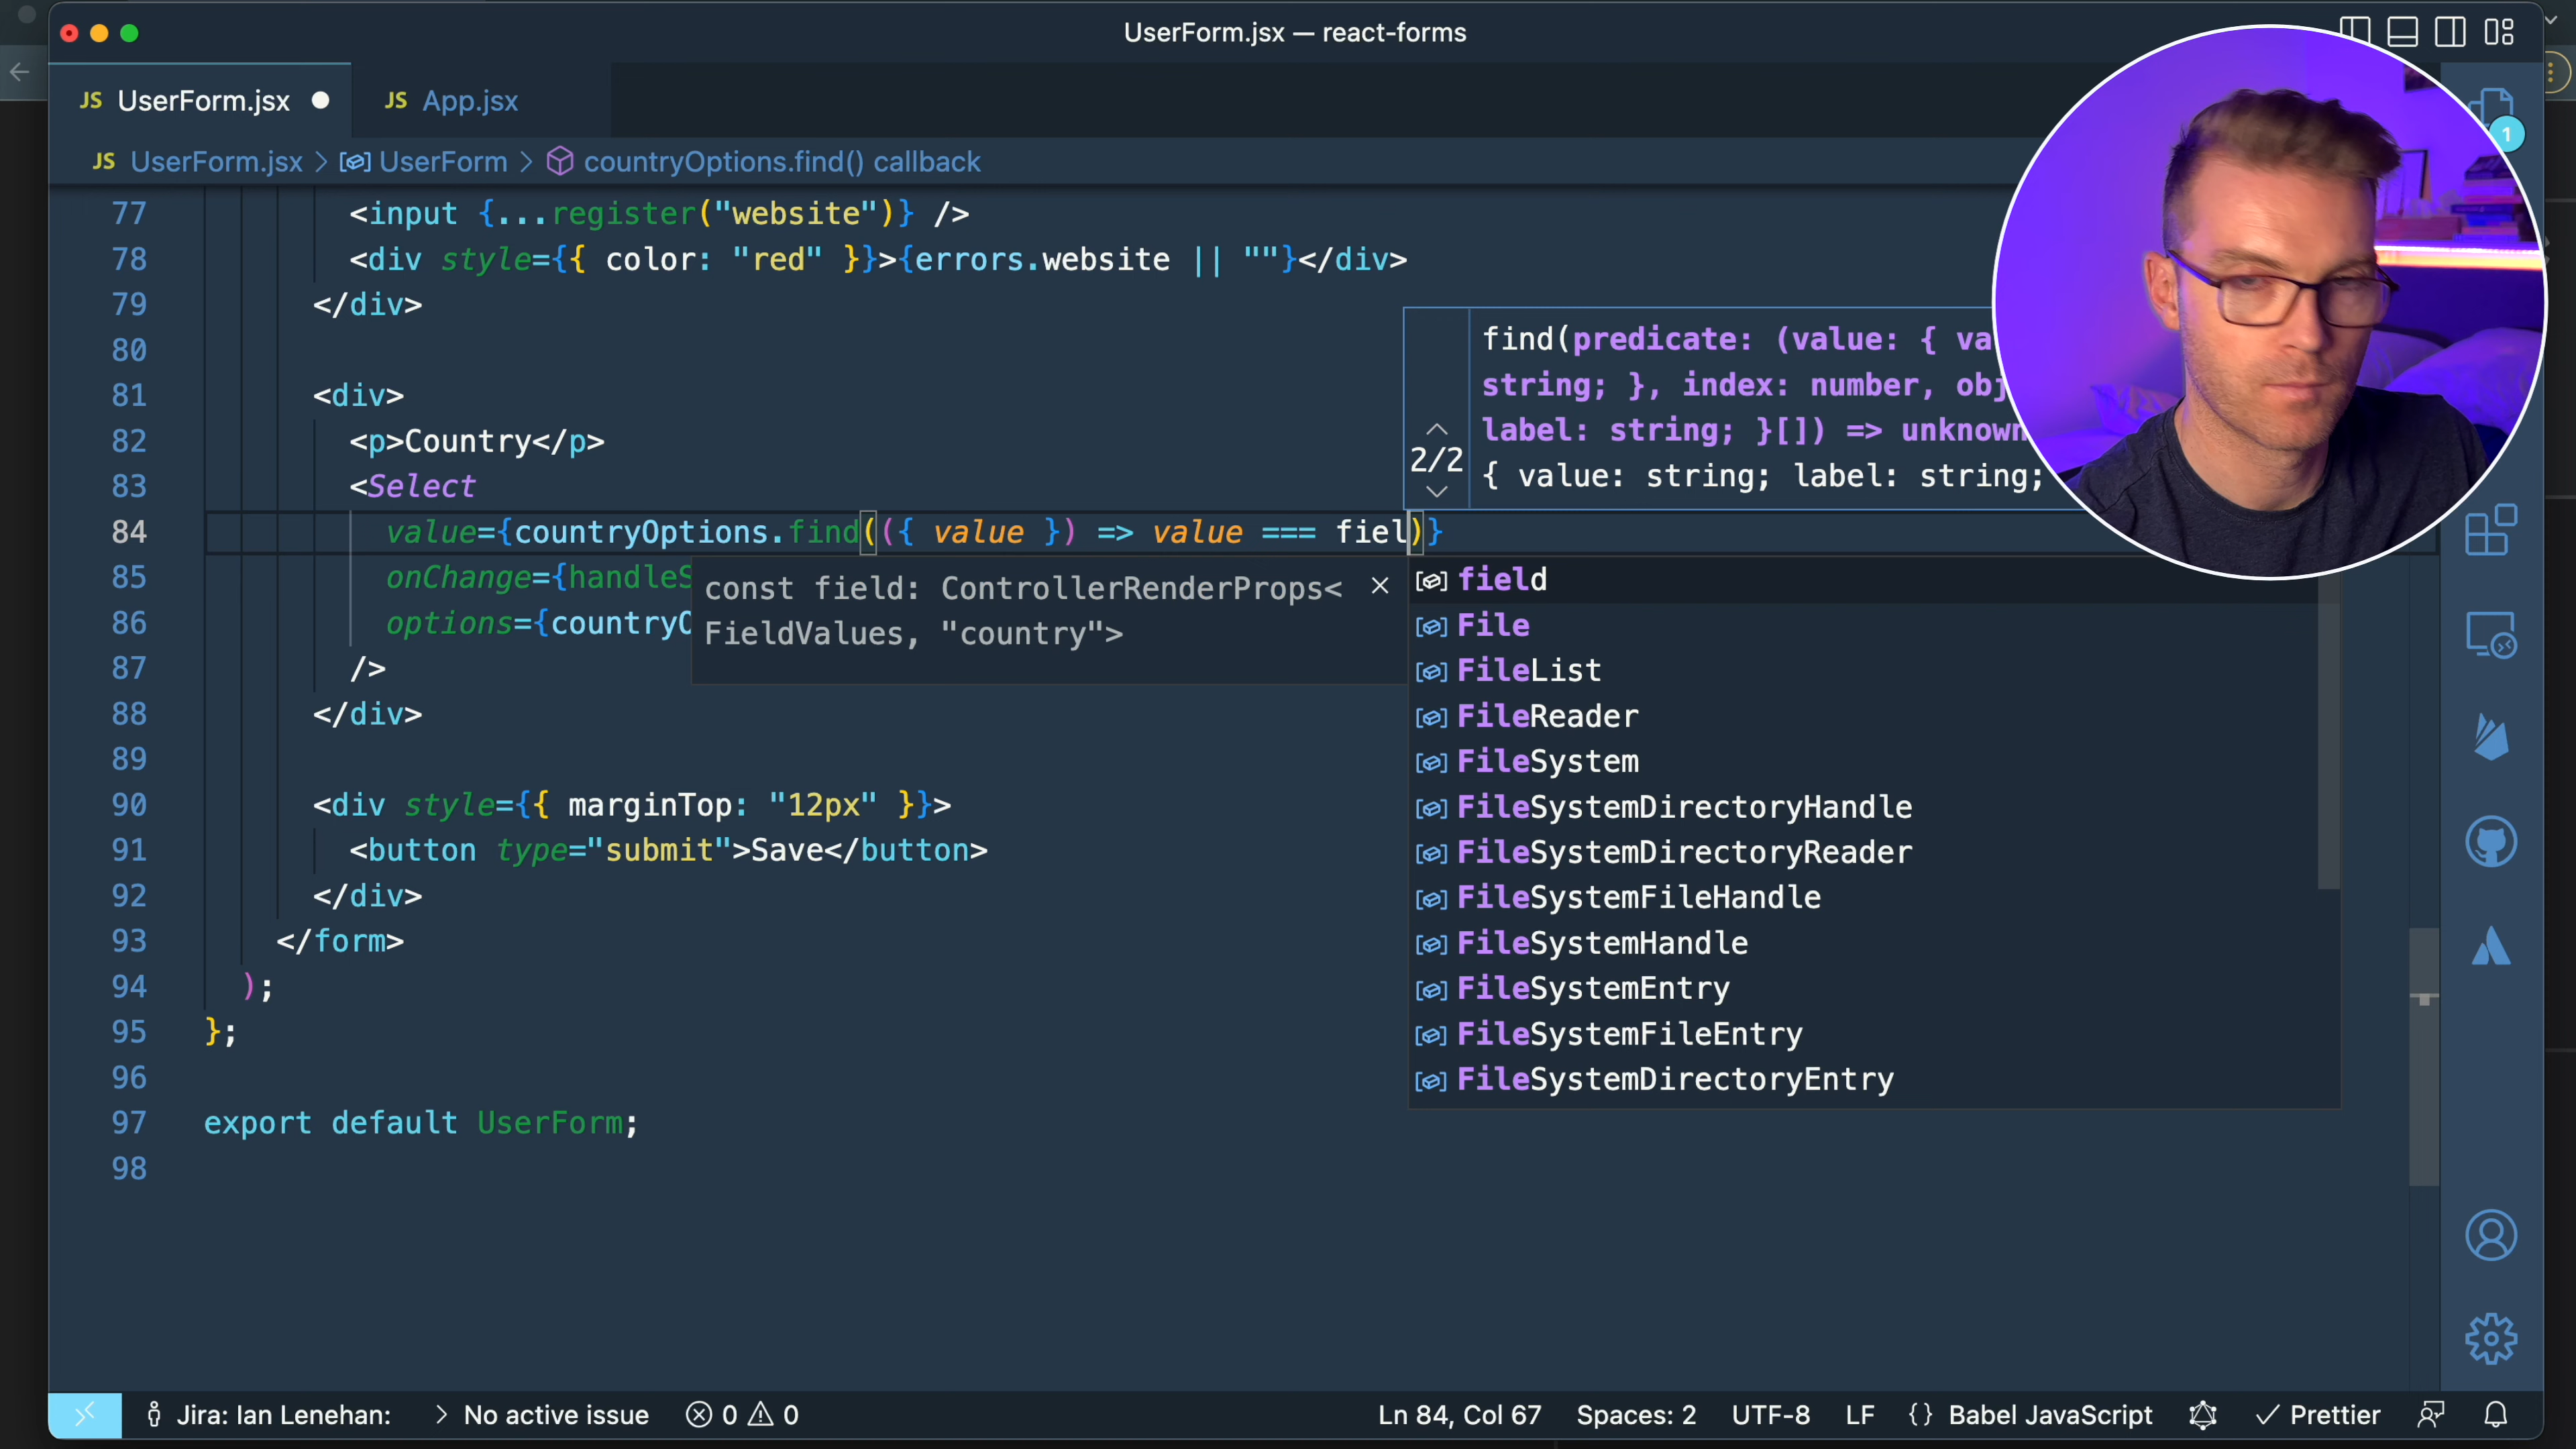 UserForm.jsx — react-forms
JS UserForm.jsx
JS App.jsx
JS UserForm.jsx > UserForm > countryOptions.find() callback
1
77 <input {...register("website")} />
78 <div style={{ color: "red" }}>{errors.website || ""}</div>
79 </div>
80
81 <div>
82 <p>Country</p>
83 <Select
84 value={countryOptions.find(({ value }) => value === fiel)}
85 onChange={handleS
86 options={countryO
87 />
88 </div>
89
90 <div style={{ marginTop: "12px" }}>
91 <button type="submit">Save</button>
92 </div>
93 </form>
94 );
95 };
96
97 export default UserForm;
98
2/2
find(predicate: (value: { va
string; }, index: number, obj
label: string; }[]) => unknown
{ value: string; label: string;
const field: ControllerRenderProps<
FieldValues, "country">
field
File
FileList
FileReader
FileSystem
FileSystemDirectoryHandle
FileSystemDirectoryReader
FileSystemFileHandle
FileSystemHandle
FileSystemEntry
FileSystemFileEntry
FileSystemDirectoryEntry
Jira: Ian Lenehan: > No active issue 0 0 Ln 84, Col 67 Spaces: 2 UTF-8 LF {} Babel JavaScript ✓ Prettier